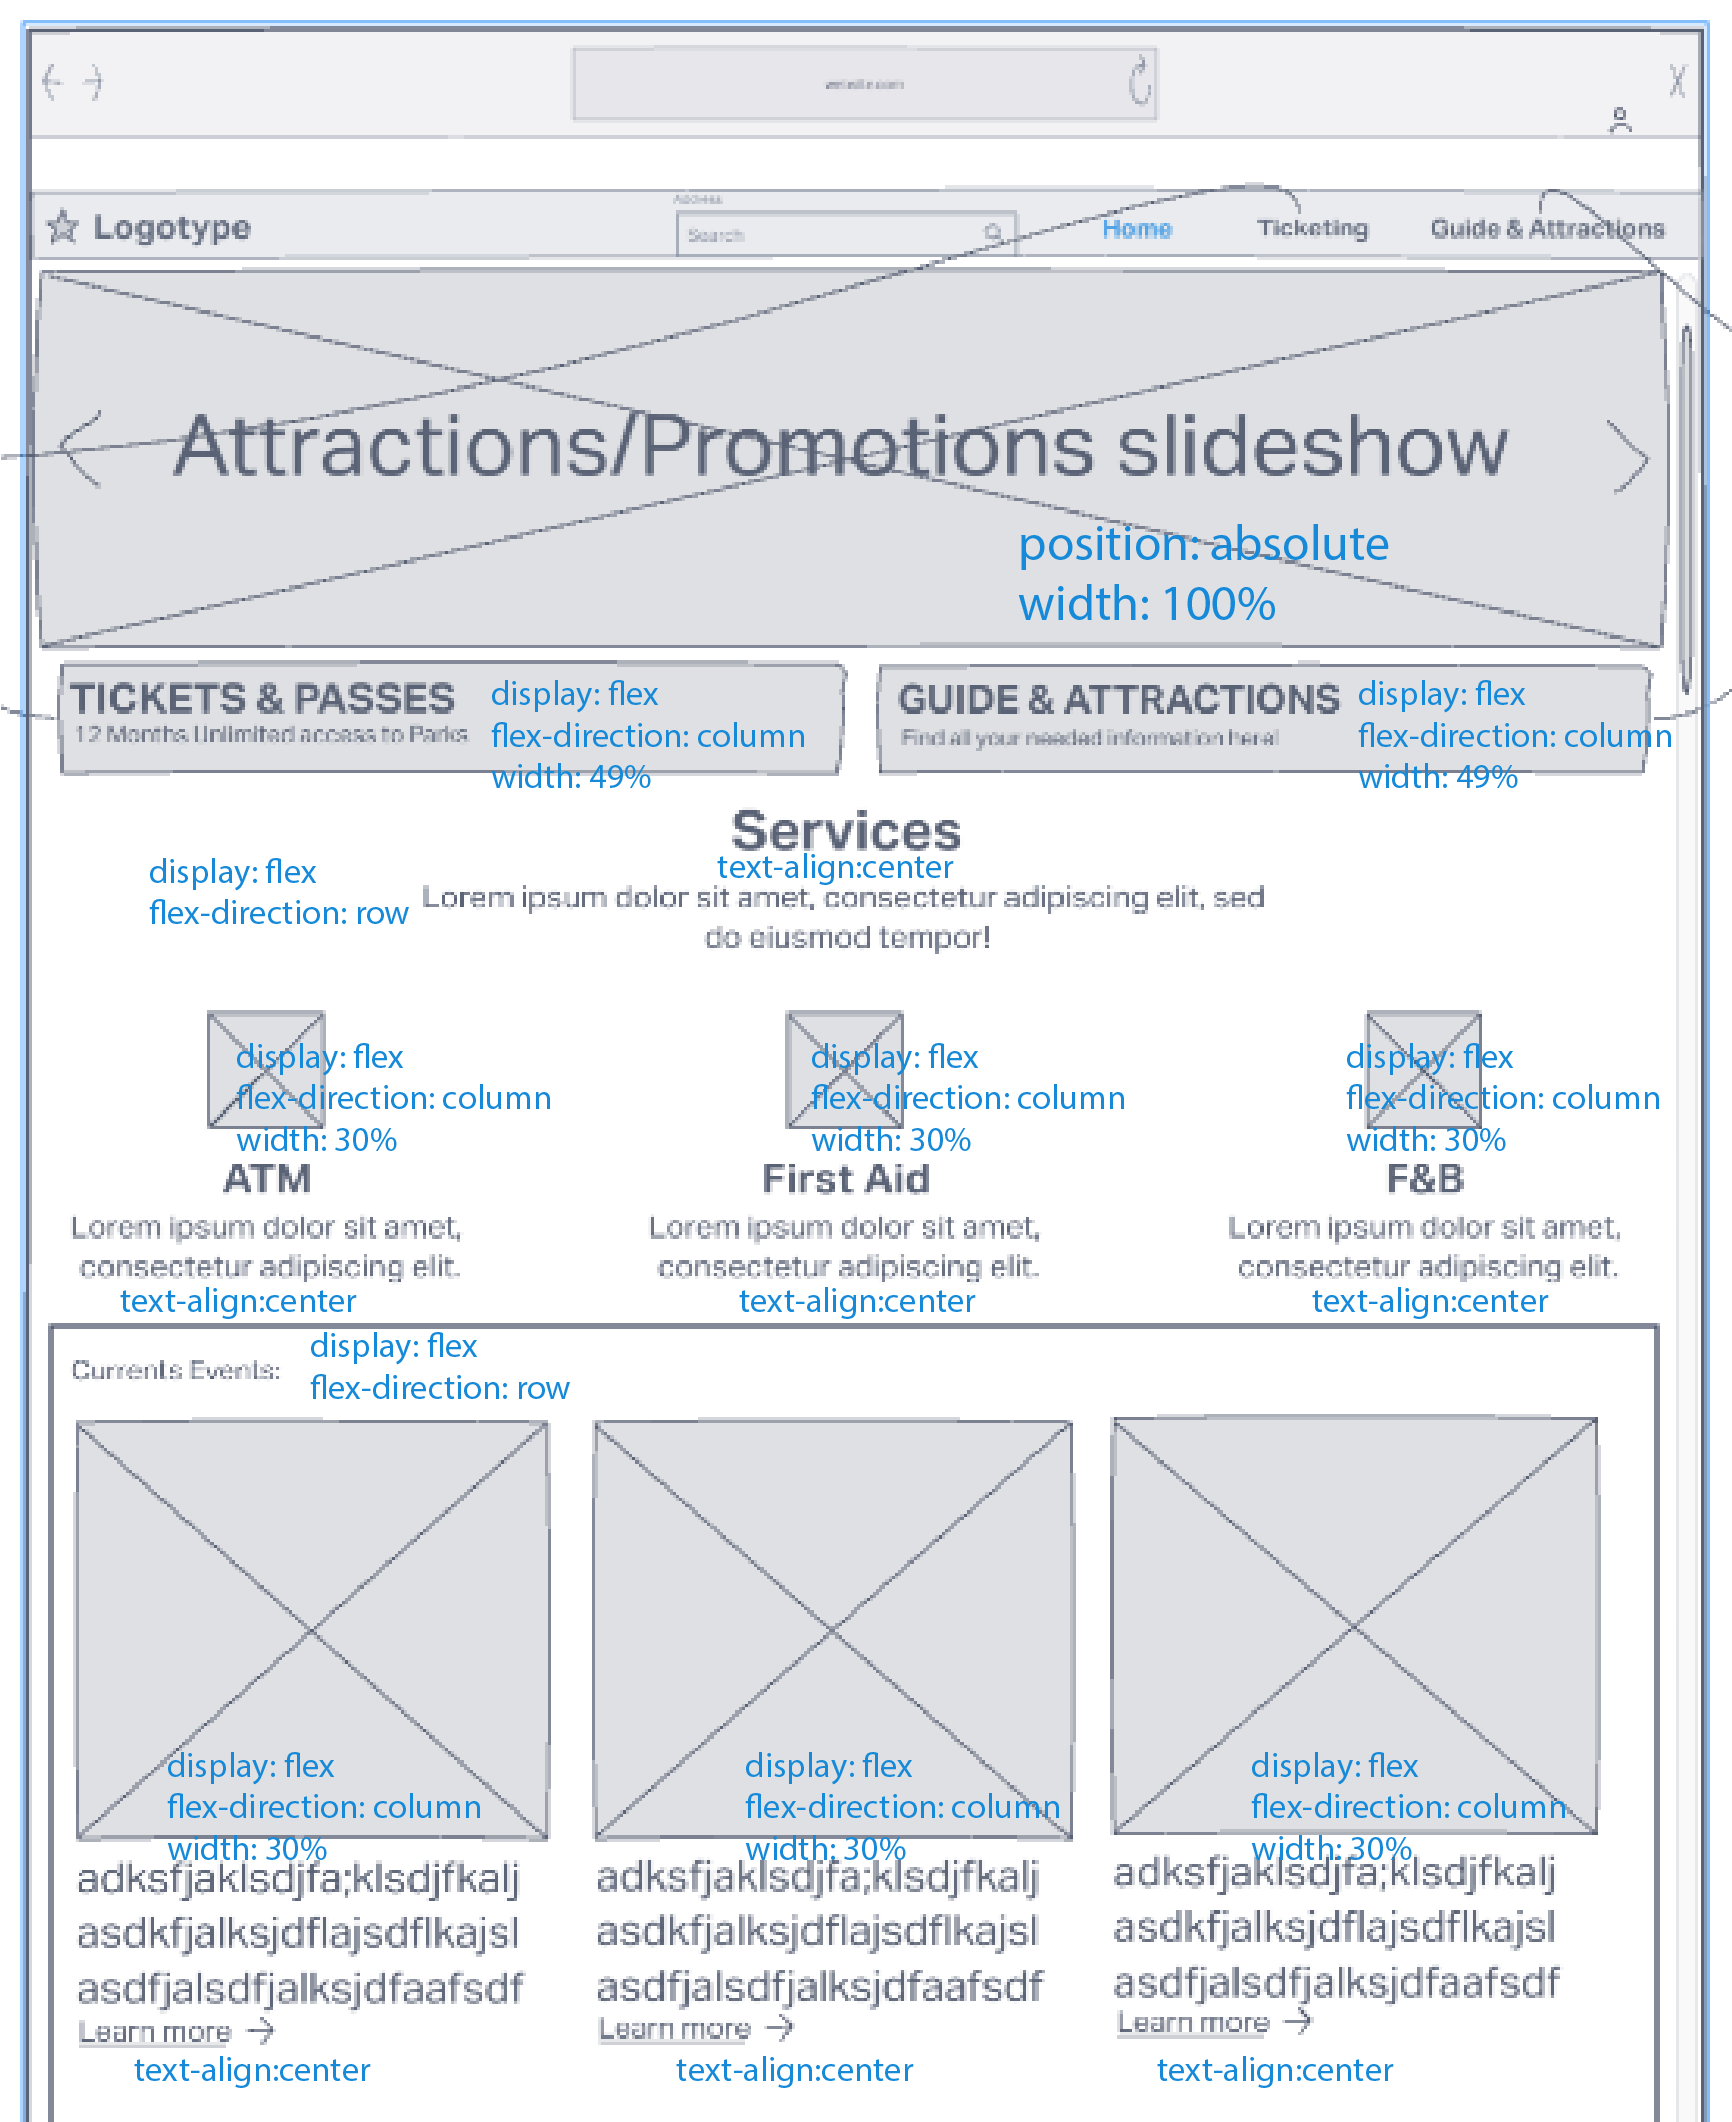 website.com
Logotype
Address
Search
Home
Ticketing
Guide & Attractions
Attractions/Promotions slideshow
position: absolute
width: 100%
TICKETS & PASSES
12 Months Unlimited access to Parks
display: flex
flex-direction: column
width: 49%
GUIDE & ATTRACTIONS
Find all your needed information here!
display: flex
flex-direction: column
width: 49%
Services
text-align:center
display: flex
flex-direction: row
Lorem ipsum dolor sit amet, consectetur adipiscing elit, sed
do eiusmod tempor!
display: flex
flex-direction: column
width: 30%
ATM
Lorem ipsum dolor sit amet,
consectetur adipiscing elit.
text-align:center
display: flex
flex-direction: column
width: 30%
First Aid
Lorem ipsum dolor sit amet,
consectetur adipiscing elit.
text-align:center
display: flex
flex-direction: column
width: 30%
F&B
Lorem ipsum dolor sit amet,
consectetur adipiscing elit.
text-align:center
Currents Events:
display: flex
flex-direction: row
display: flex
flex-direction: column
width: 30%
adksfjaklsdjfa;klsdjfkalj
asdkfjalksjdflajsdflkajsl
asdfjalsdfjalksjdfaafsdf
Learn more
text-align:center
display: flex
flex-direction: column
width: 30%
adksfjaklsdjfa;klsdjfkalj
asdkfjalksjdflajsdflkajsl
asdfjalsdfjalksjdfaafsdf
Learn more
text-align:center
display: flex
flex-direction: column
width: 30%
adksfjaklsdjfa;klsdjfkalj
asdkfjalksjdflajsdflkajsl
asdfjalsdfjalksjdfaafsdf
Learn more
text-align:center